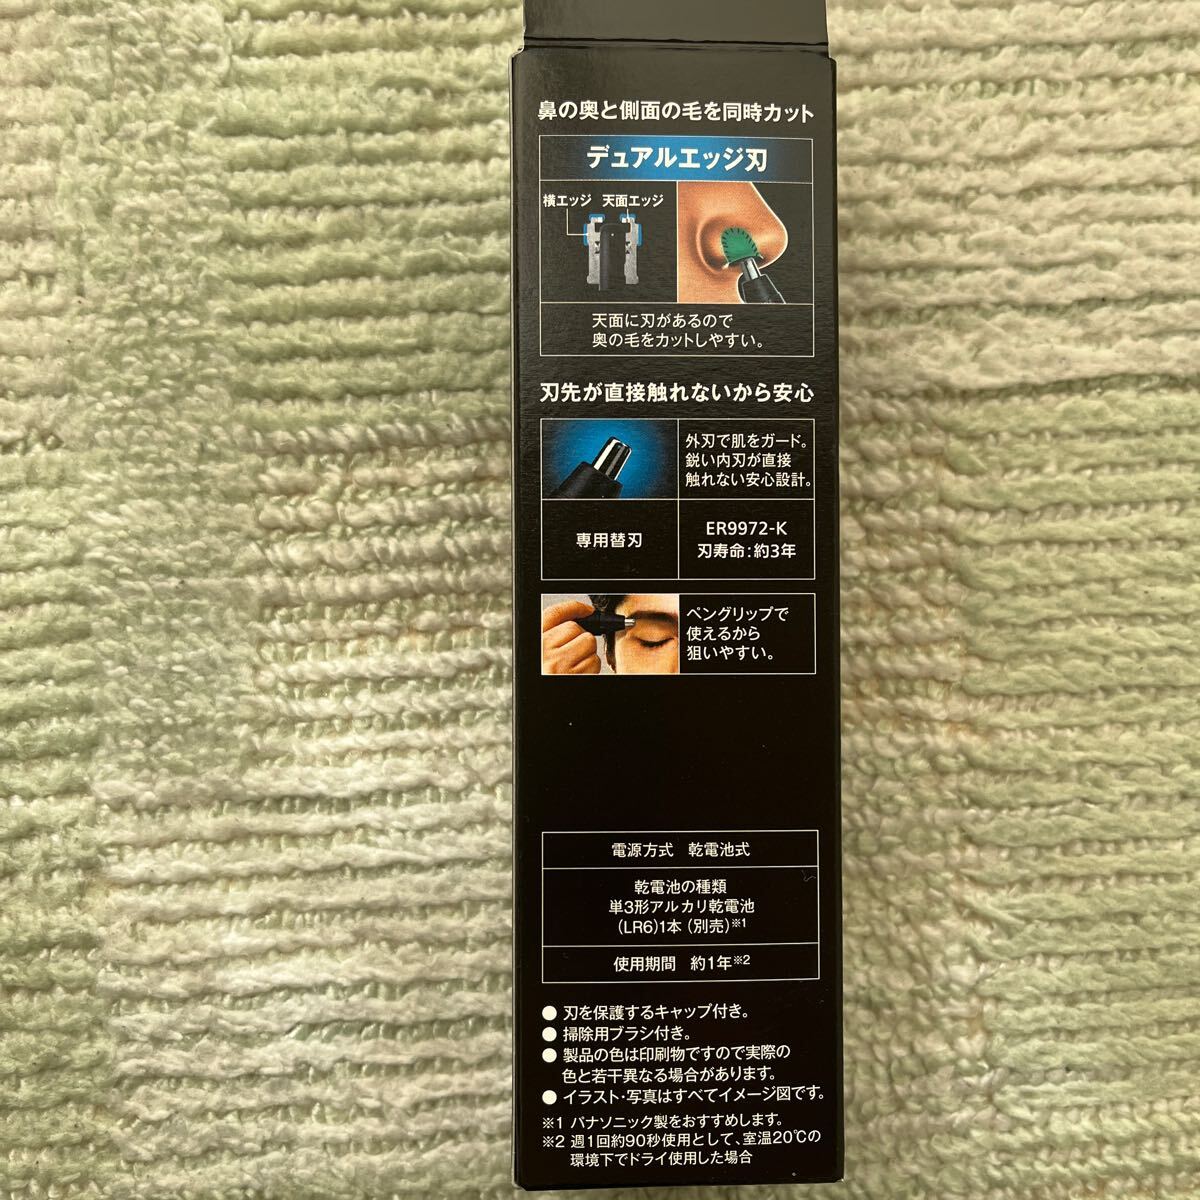 鼻の奥と側面の毛を同時カット
デュアルエッジ刃
横エッジ 天面エッジ
天面に刃があるので
奥の毛をカットしやすい。
刃先が直接触れないから安心
外刃で肌をガード。
鋭い内刃が直接
触れない安心設計。
専用替刃
ER9972-K
刃寿命:約3年
ペングリップで
使えるから
狙いやすい。
電源方式 乾電池式
乾電池の種類
単3形アルカリ乾電池
(LR6)1本(別売)※1
使用期間 約1年※2
● 刃を保護するキャップ付き。
● 掃除用ブラシ付き。
● 製品の色は印刷物ですので実際の
色と若干異なる場合があります。
● イラスト・写真はすべてイメージ図です。
※1 パナソニック製をおすすめします。
※2 週1回約90秒使用として、室温20℃の
環境下でドライ使用した場合